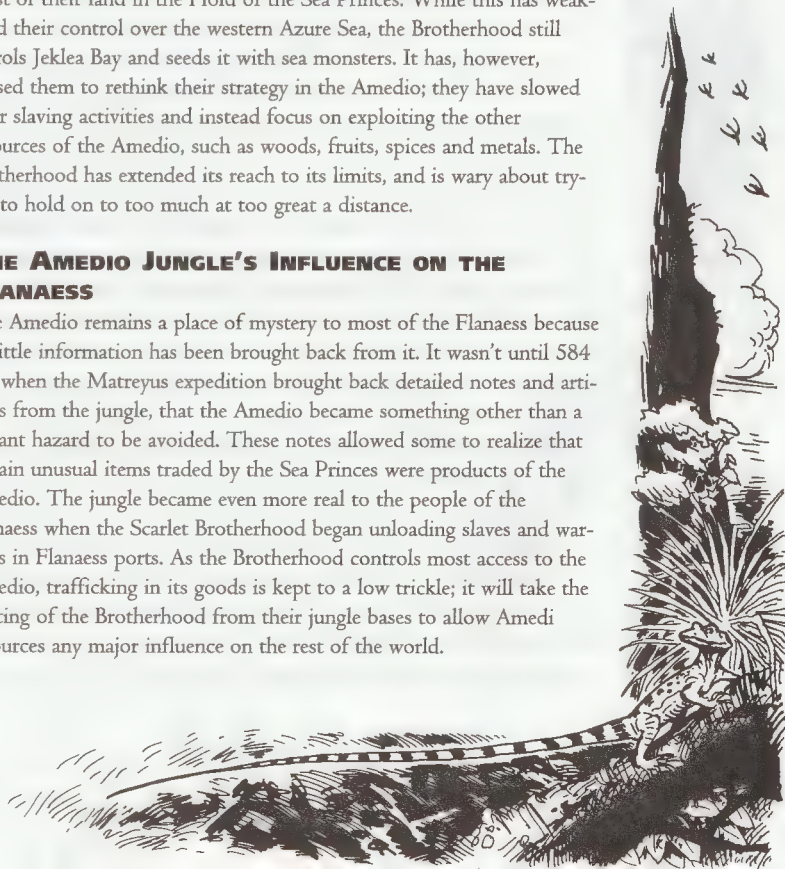 st of their land in the Hold of the Sea Princes. While this has weak-
d their control over the western Azure Sea, the Brotherhood still
rols Jeklea Bay and seeds it with sea monsters. It has, however,
sed them to rethink their strategy in the Amedio; they have slowed
r slaving activities and instead focus on exploiting the other
ources of the Amedio, such as woods, fruits, spices and metals. The
therhood has extended its reach to its limits, and is wary about try-
to hold on to too much at too great a distance.
E AMEDIO JUNGLE'S INFLUENCE ON THE
ANAESS
Amedio remains a place of mystery to most of the Flanaess because
ittle information has been brought back from it. It wasn't until 584
when the Matreyus expedition brought back detailed notes and arti-
s from the jungle, that the Amedio became something other than a
ant hazard to be avoided. These notes allowed some to realize that
ain unusual items traded by the Sea Princes were products of the
edio. The jungle became even more real to the people of the
naess when the Scarlet Brotherhood began unloading slaves and war-
s in Flanaess ports. As the Brotherhood controls most access to the
edio, trafficking in its goods is kept to a low trickle; it will take the
cing of the Brotherhood from their jungle bases to allow Amedi
ources any major influence on the rest of the world.